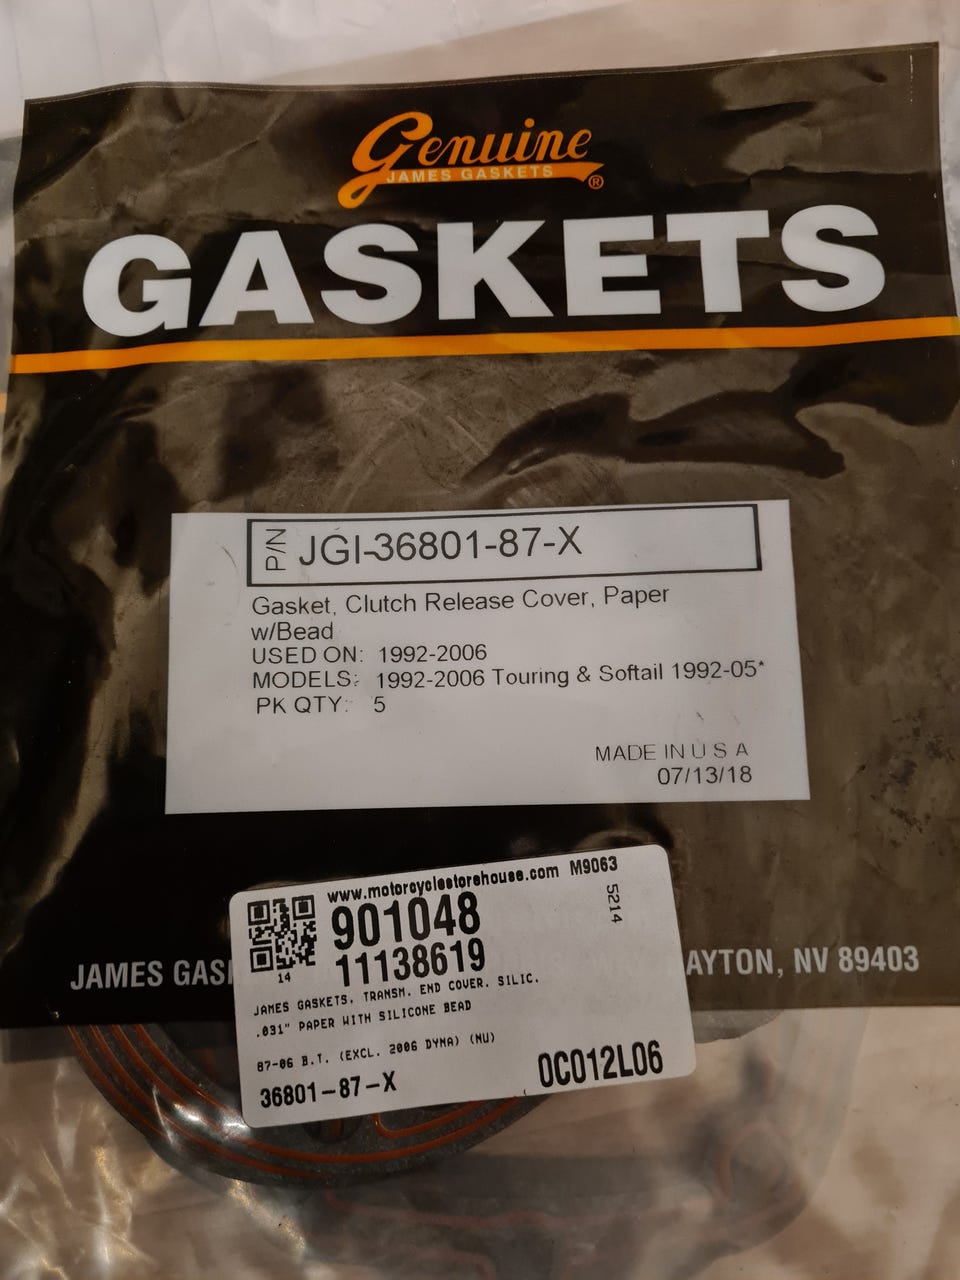 Genuine
JAMES GASKETS
®
GASKETS
P/N JGI-36801-87-X
Gasket, Clutch Release Cover, Paper
w/Bead
USED ON: 1992-2006
MODELS: 1992-2006 Touring & Softail 1992-05*
PK QTY: 5
MADE IN U S A
07/13/18
www.motorcyclestorehouse.com M9063
5214
901048
11138619
14
JAMES GASKETS, TRANSM. END COVER. SILIC.
.031" PAPER WITH SILICONE BEAD
87-06 B.T. (EXCL. 2006 DYNA) (NU)
36801-87-X 0C012L06
JAMES GASK AYTON, NV 89403